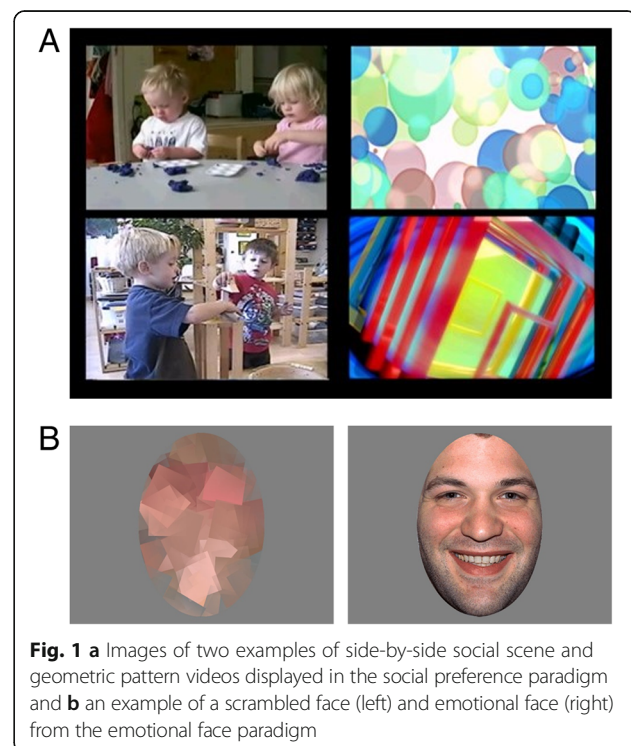 A
B
Fig. 1 a Images of two examples of side-by-side social scene and
geometric pattern videos displayed in the social preference paradigm
and b an example of a scrambled face (left) and emotional face (right)
from the emotional face paradigm